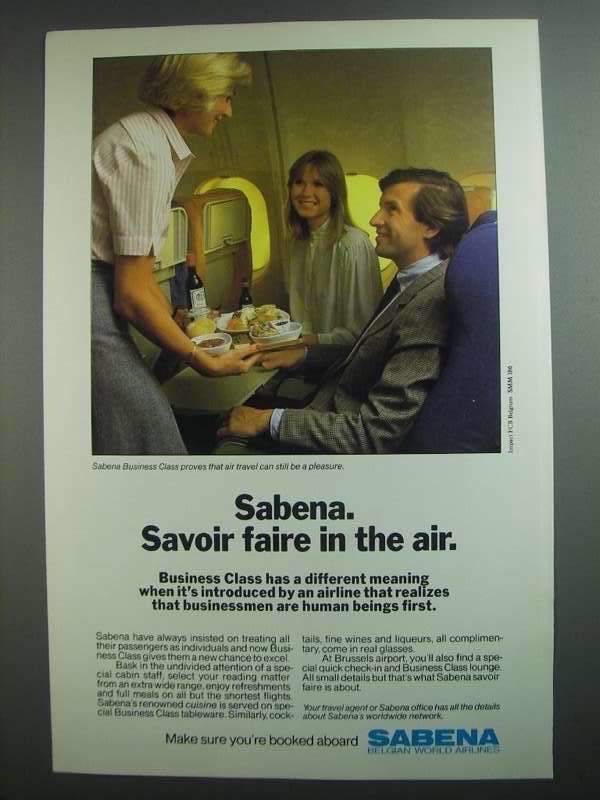 Impact FCB Belgium SMM 186
Sabena Business Class proves that air travel can still be a pleasure.
Sabena.
Savoir faire in the air.
Business Class has a different meaning
when it's introduced by an airline that realizes
that businessmen are human beings first.
Sabena have always insisted on treating all
their passengers as individuals and now Busi-
ness Class gives them a new chance to excel.
Bask in the undivided attention of a spe-
cial cabin staff, select your reading matter
from an extra wide range, enjoy refreshments
and full meals on all but the shortest flights.
Sabena's renowned cuisine is served on spe-
cial Business Class tableware. Similarly, cock-
tails, fine wines and liqueurs, all complimen-
tary, come in real glasses.
At Brussels airport, you'll also find a spe-
cial quick check-in and Business Class lounge.
All small details but that's what Sabena savoir
faire is about.
Your travel agent or Sabena office has all the details
about Sabena's worldwide network.
Make sure you're booked aboard SABENA
BELGIAN WORLD AIRLINES